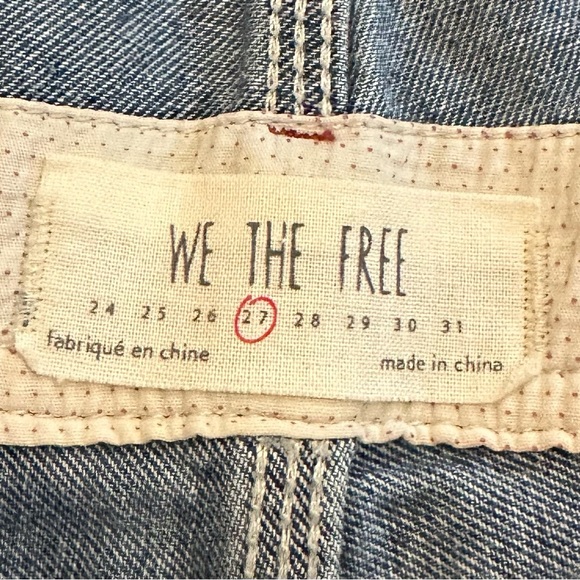 WE THE FREE
24 25 26 27 28 29 30 31
fabriqué en chine
made in china